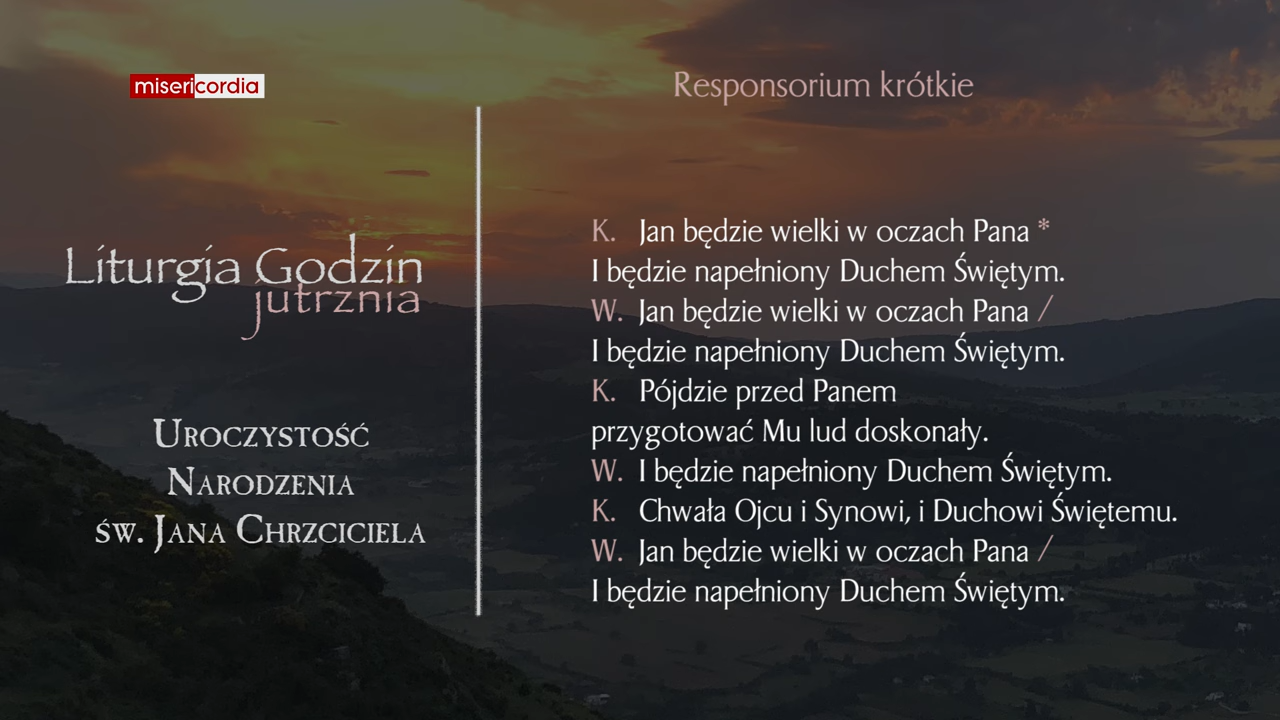 misericordia
Liturgia Godzin
jutrznia
Uroczystość
Narodzenia
św. Jana Chrzciciela
Responsorium krótkie
K. Jan będzie wielki w oczach Pana *
I będzie napełniony Duchem Świętym.
W. Jan będzie wielki w oczach Pana /
I będzie napełniony Duchem Świętym.
K. Pójdzie przed Panem
przygotować Mu lud doskonały.
W. I będzie napełniony Duchem Świętym.
K. Chwała Ojcu i Synowi, i Duchowi Świętemu.
W. Jan będzie wielki w oczach Pana /
I będzie napełniony Duchem Świętym.